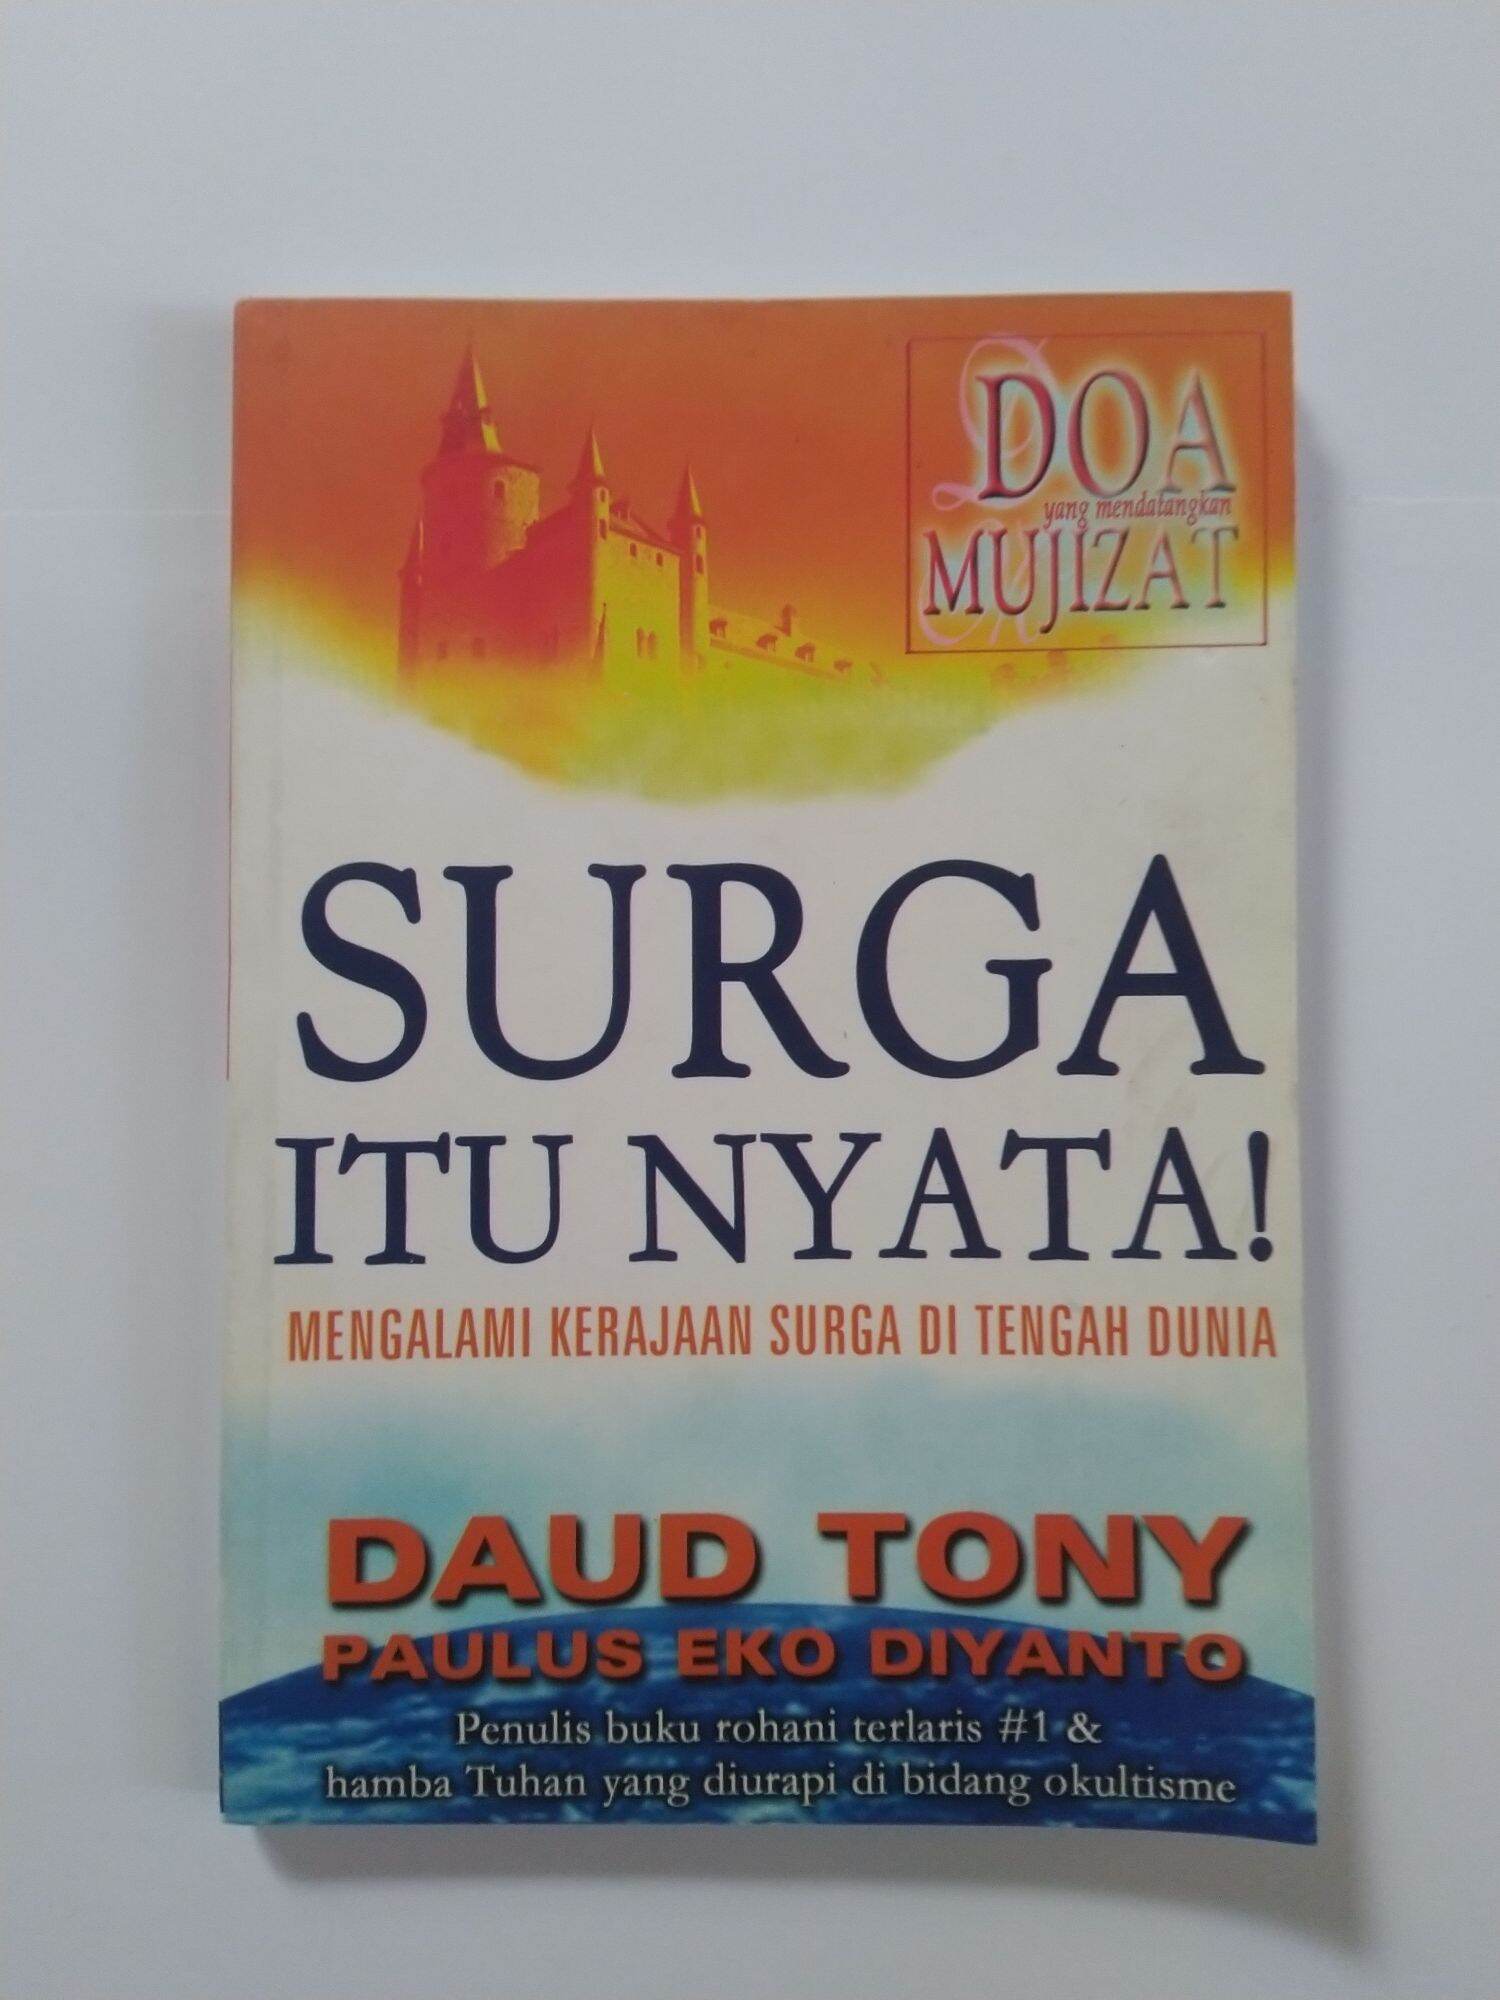 DOA
yang mendatangkan
MUJIZAT
SURGA
ITU NYATA!
MENGALAMI KERAJAAN SURGA DI TENGAH DUNIA
DAUD TONY
PAULUS EKO DIYANTO
Penulis buku rohani terlaris #1 &
hamba Tuhan yang diurapi di bidang okultisme